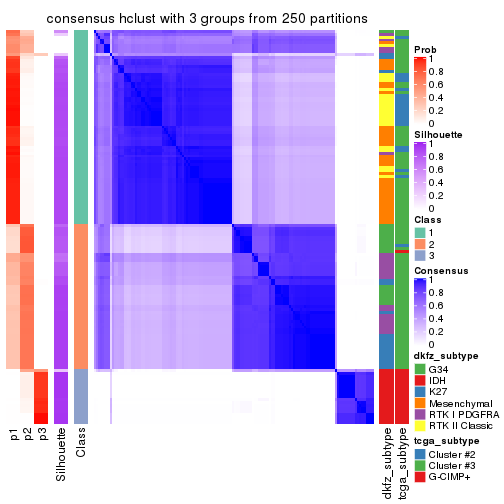 consensus hclust with 3 groups from 250 partitions
Prob
1
0.8
0.6
0.4
0.2
0
Silhouette
1
0.8
0.6
0.4
0.2
0
Class
1
2
3
Consensus
1
0.8
0.6
0.4
0.2
0
dkfz_subtype
G34
IDH
K27
Mesenchymal
RTK I PDGFRA
RTK II Classic
tcga_subtype
Cluster #2
Cluster #3
G-CIMP+
p1
p2
p3
Silhouette
Class
dkfz_subtype
tcga_subtype